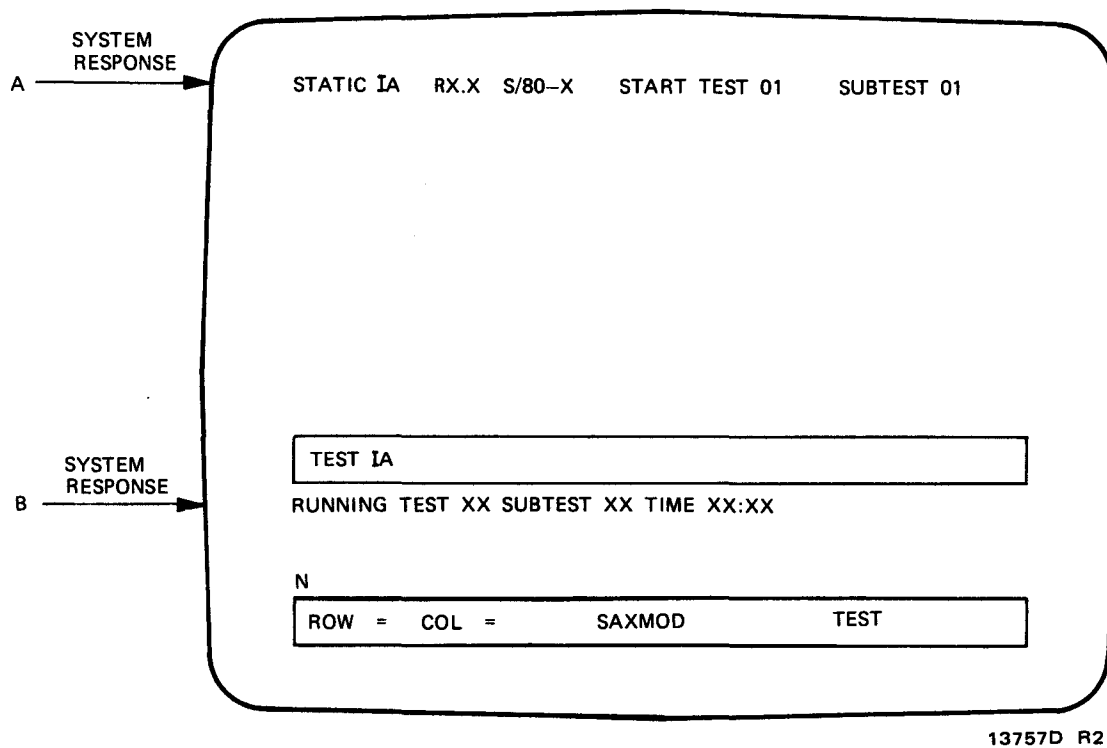 SYSTEM
RESPONSE
A
STATIC IA RX.X S/80-X START TEST 01 SUBTEST 01
TEST IA
SYSTEM
RESPONSE
B
RUNNING TEST XX SUBTEST XX TIME XX:XX
N
ROW = COL = SAXMOD TEST
13757D R2